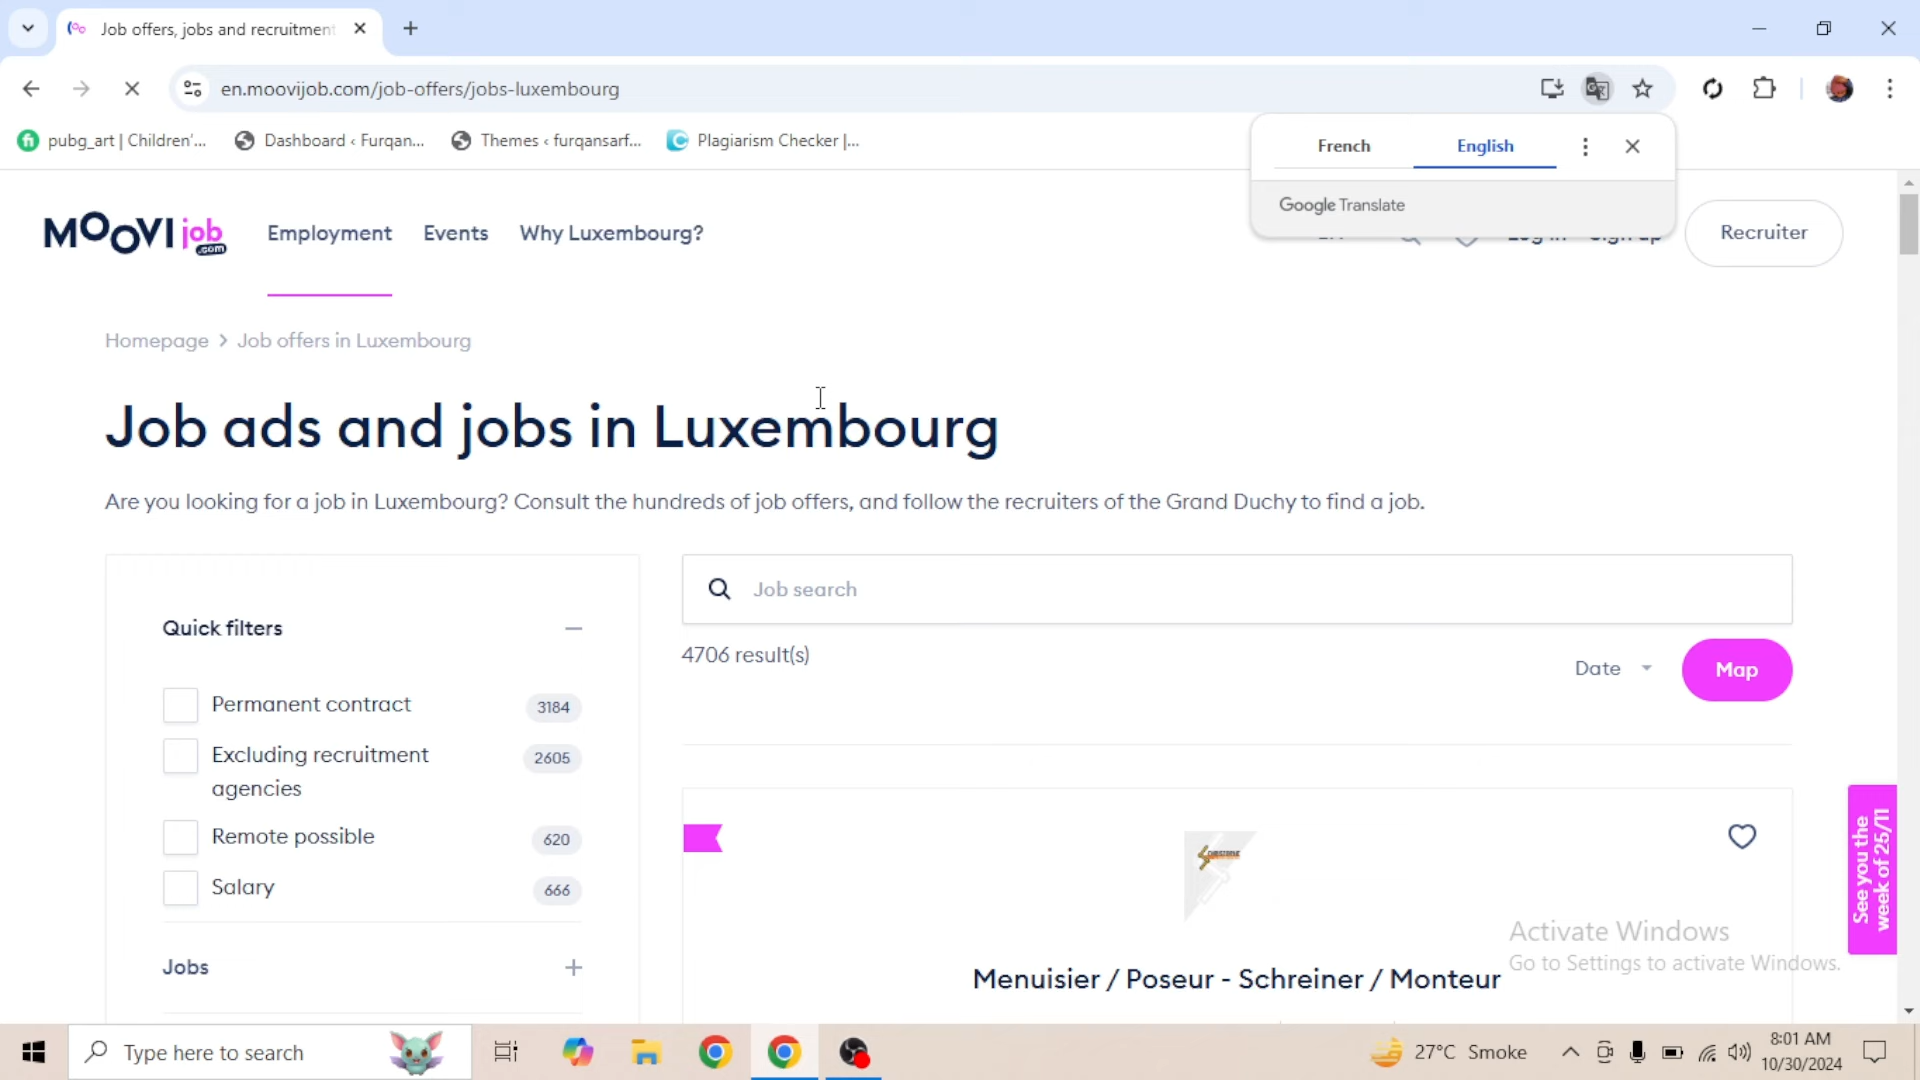 Job offers, jobs and recruitment
en.moovijob.com/job-offers/jobs-luxembourg
pubg_art | Children'... Dashboard ‹ Furqan... Themes ‹ furqansarf... Plagiarism Checker |...
French English
Google Translate
MOOVI job .com
Employment Events Why Luxembourg?
Log in Sign up
Recruiter
Homepage > Job offers in Luxembourg
Job ads and jobs in Luxembourg
Are you looking for a job in Luxembourg? Consult the hundreds of job offers, and follow the recruiters of the Grand Duchy to find a job.
Quick filters
Permanent contract 3184
Excluding recruitment 2605
agencies
Remote possible 620
Salary 666
Jobs
Job search
4706 result(s)
Date
Map
Menuisier / Poseur - Schreiner / Monteur
See you the
week of 25/11
Activate Windows
Go to Settings to activate Windows.
Type here to search
27°C Smoke
8:01 AM
10/30/2024